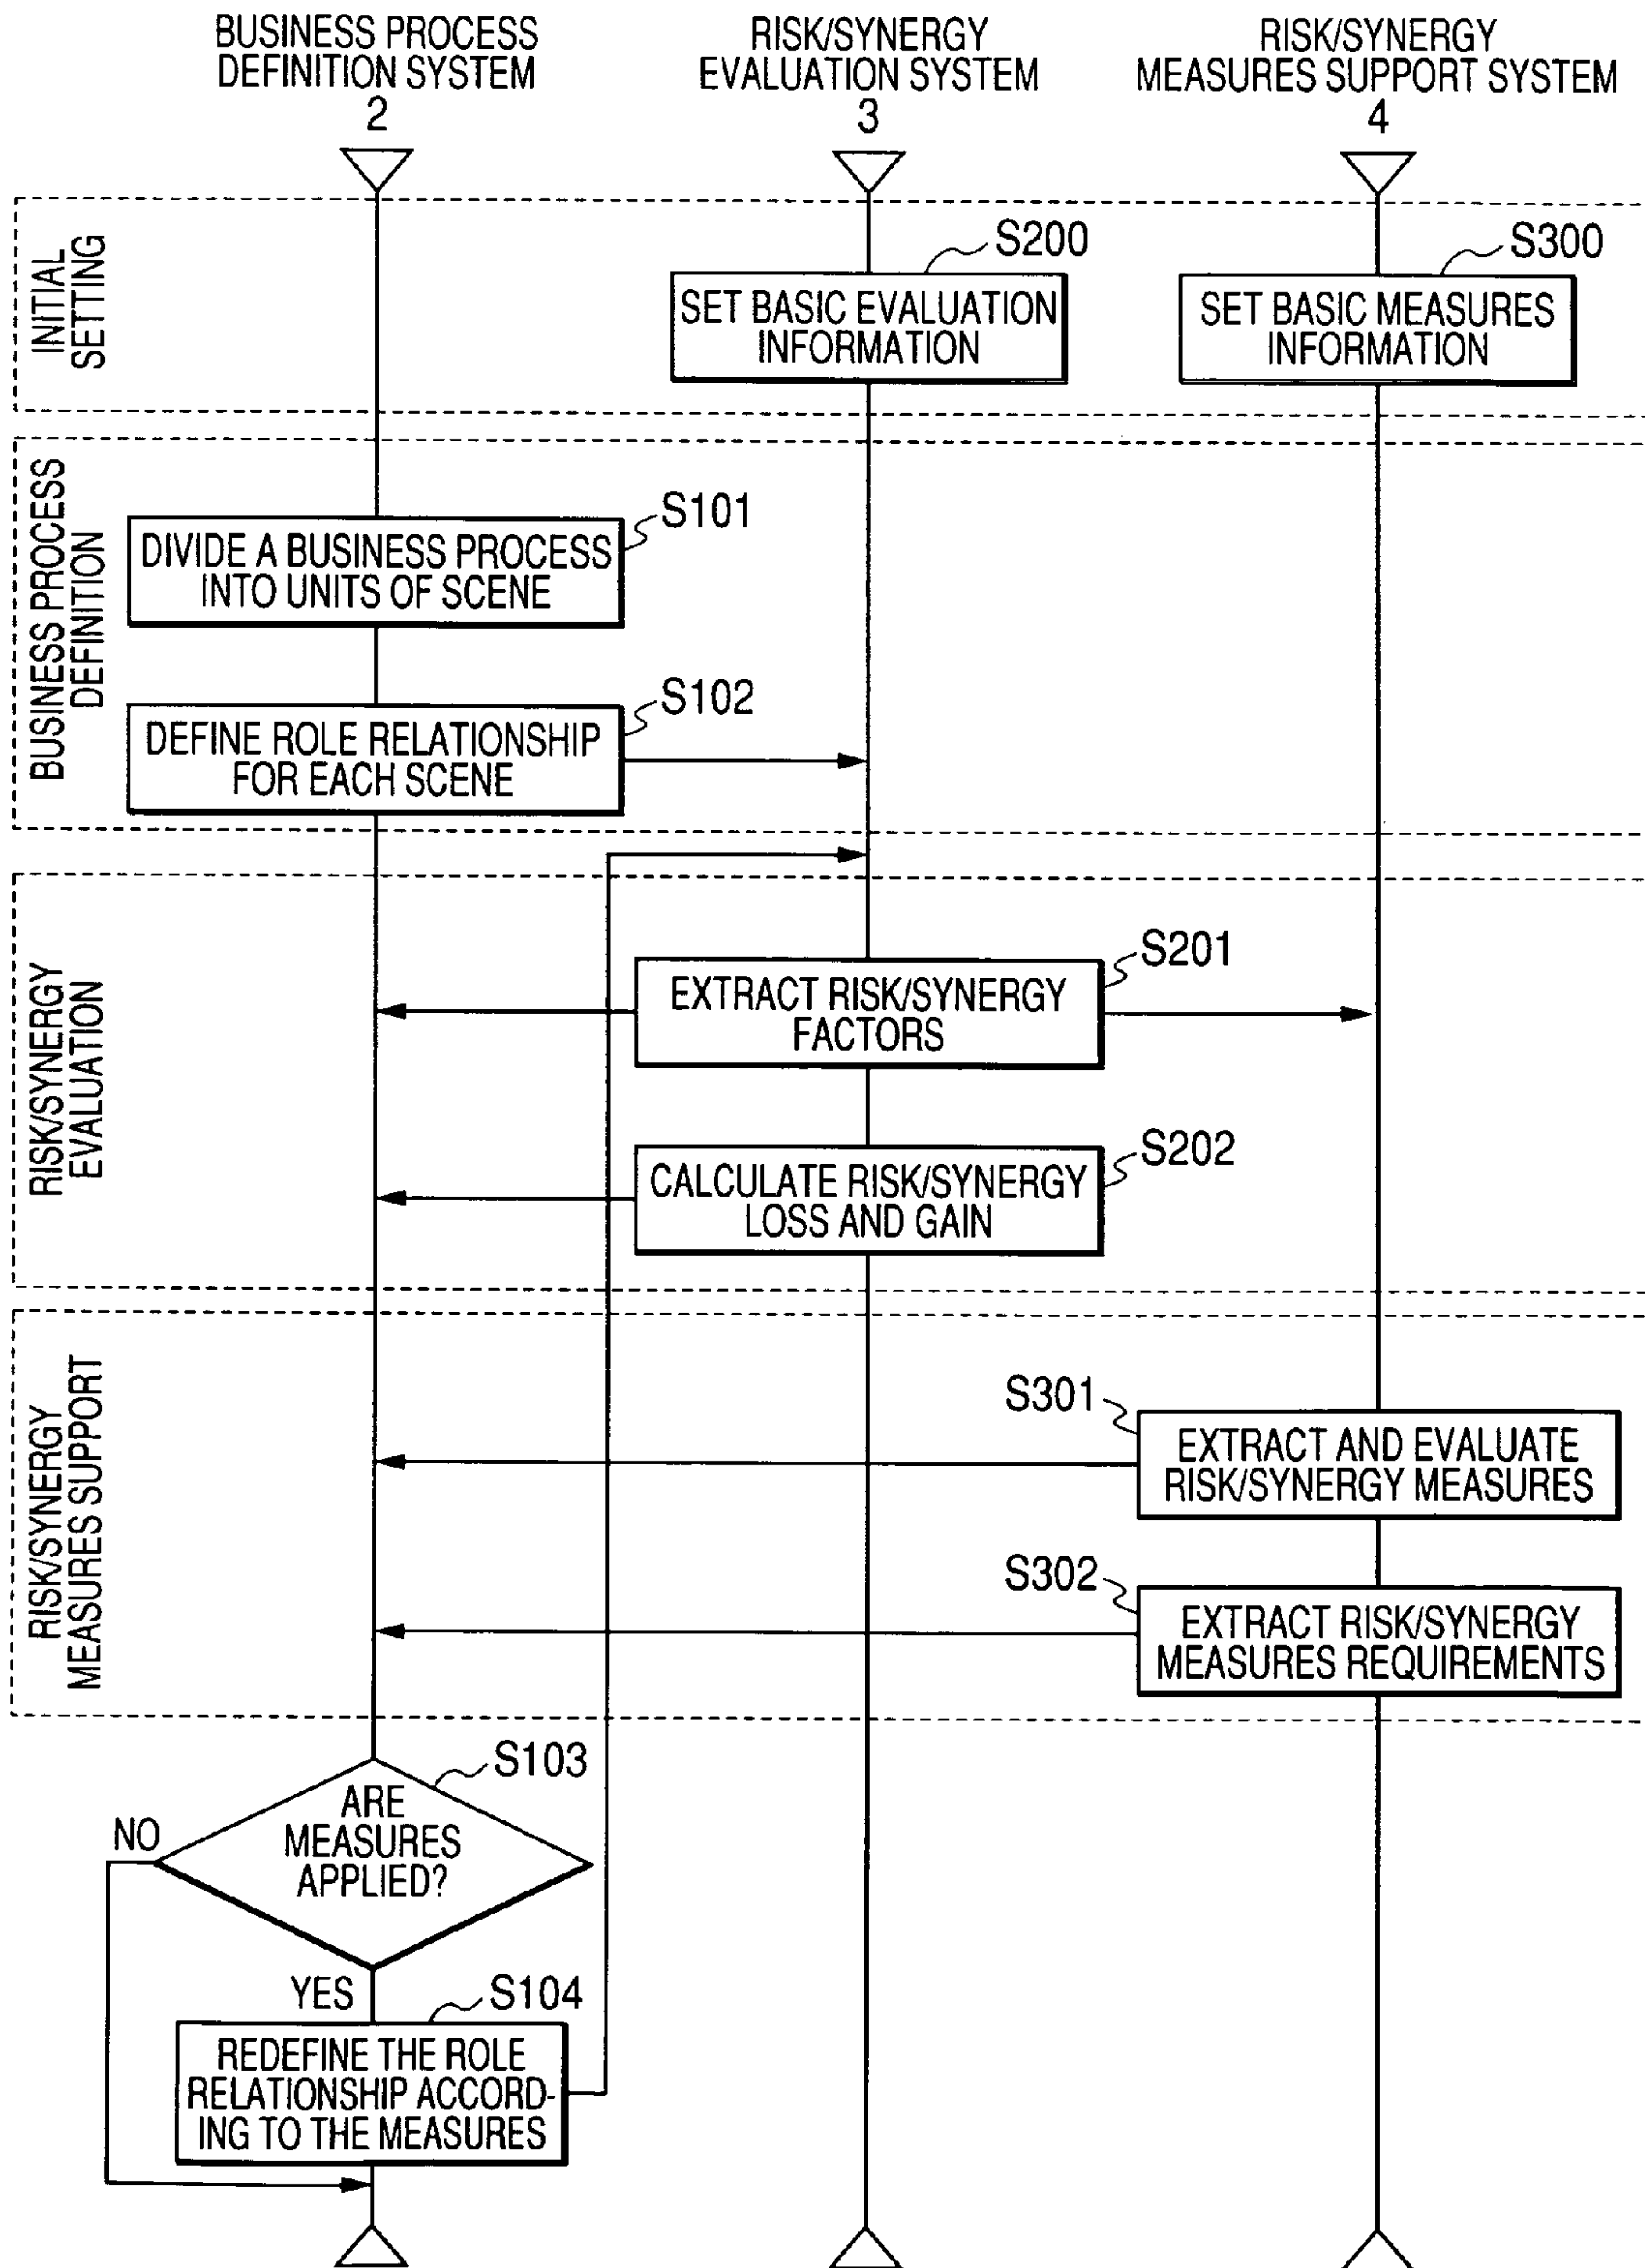 BUSINESS PROCESS
DEFINITION SYSTEM
2
RISK/SYNERGY
EVALUATION SYSTEM
3
RISK/SYNERGY
MEASURES SUPPORT SYSTEM
4
INITIAL
SETTING
S200
SET BASIC EVALUATION
INFORMATION
S300
SET BASIC MEASURES
INFORMATION
BUSINESS PROCESS
DEFINITION
S101
DIVIDE A BUSINESS PROCESS
INTO UNITS OF SCENE
S102
DEFINE ROLE RELATIONSHIP
FOR EACH SCENE
RISK/SYNERGY
EVALUATION
S201
EXTRACT RISK/SYNERGY
FACTORS
S202
CALCULATE RISK/SYNERGY
LOSS AND GAIN
RISK/SYNERGY
MEASURES SUPPORT
S301
EXTRACT AND EVALUATE
RISK/SYNERGY MEASURES
S302
EXTRACT RISK/SYNERGY
MEASURES REQUIREMENTS
S103
ARE
MEASURES
APPLIED?
NO
YES
S104
REDEFINE THE ROLE
RELATIONSHIP ACCORD-
ING TO THE MEASURES